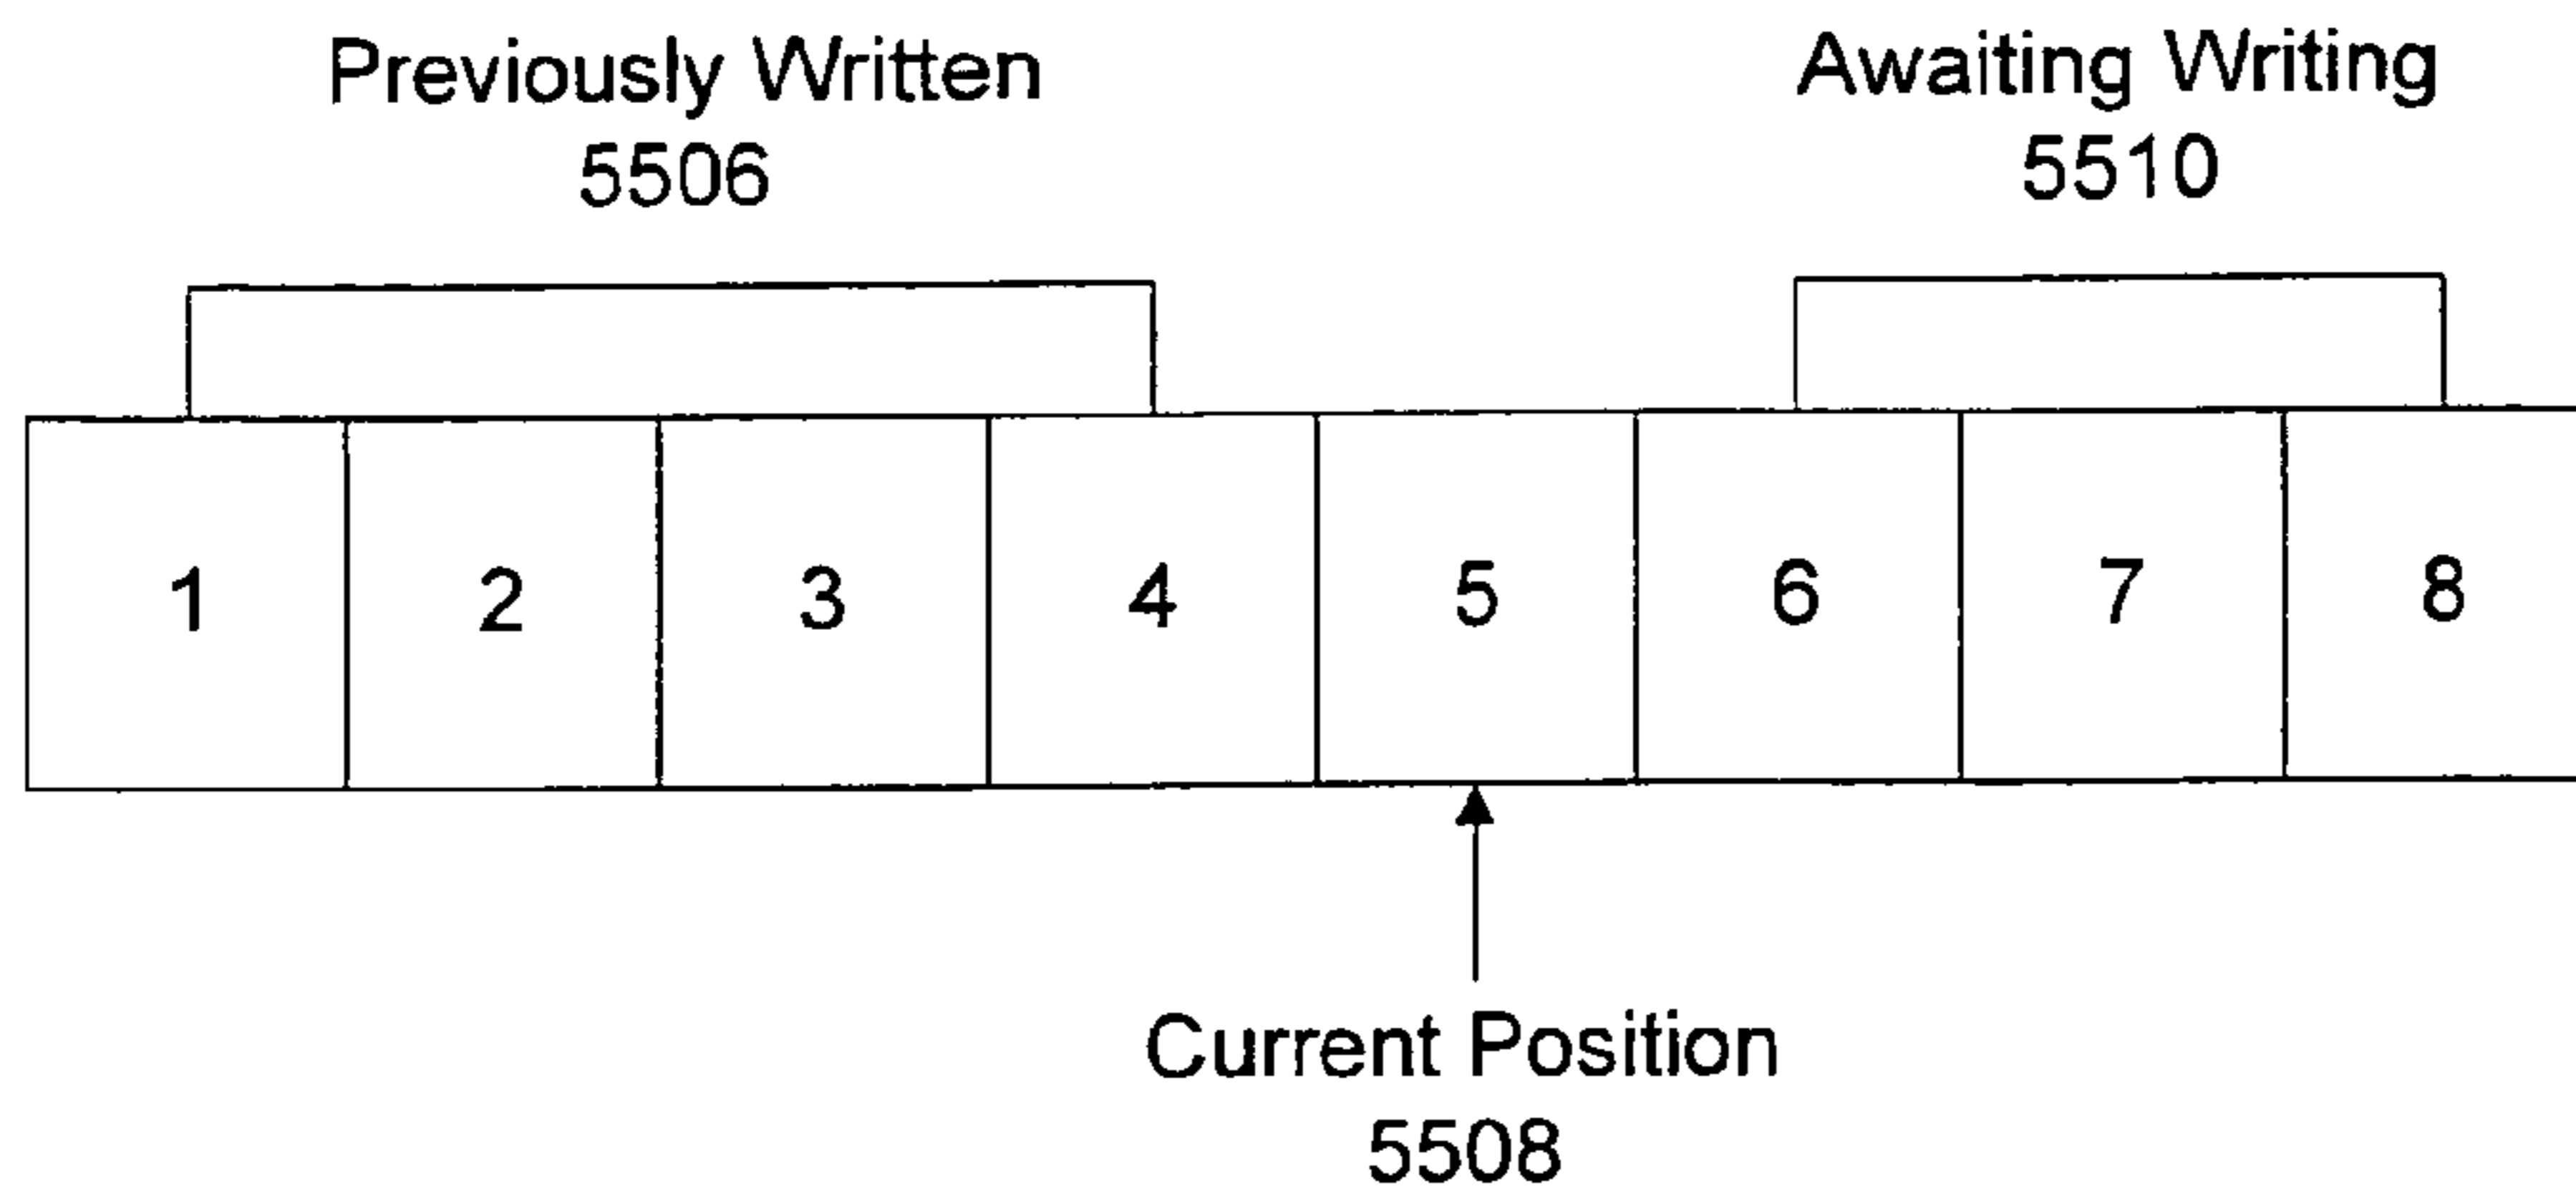 Previously Written
5506
Awaiting Writing
5510
1 2 3 4 5 6 7 8
Current Position
5508